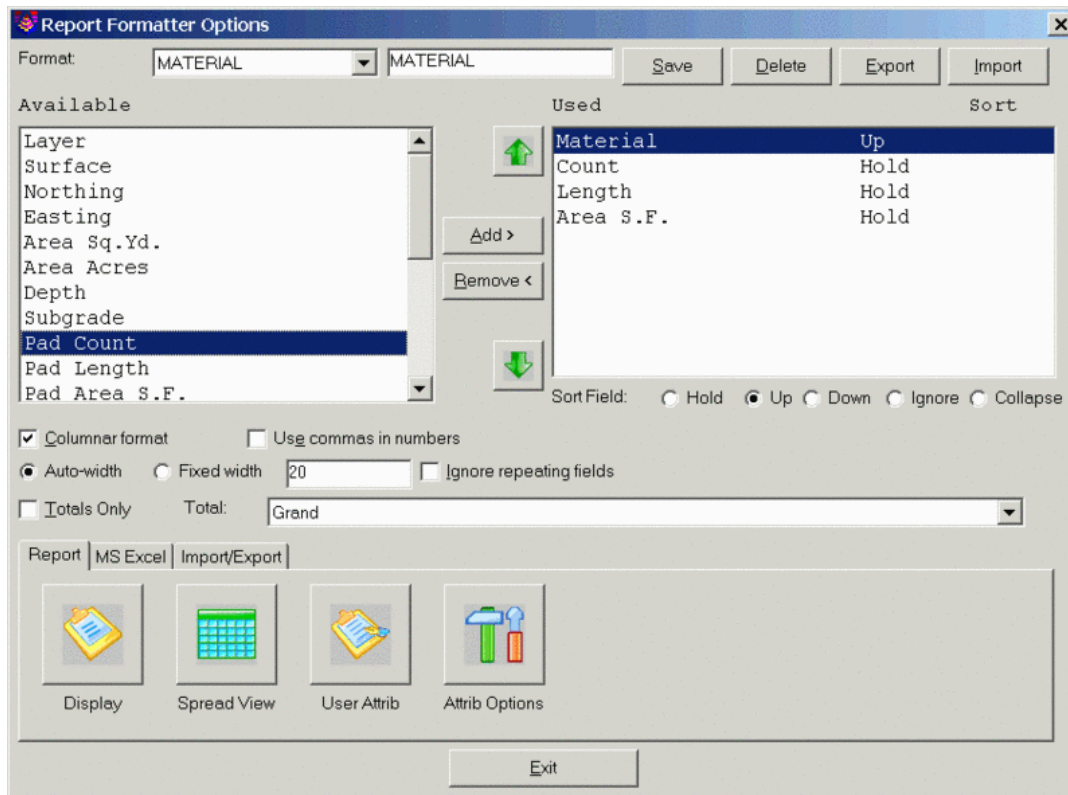 Report Formatter Options
Format: MATERIAL MATERIAL Save Delete Export Import
Available Used Sort
Layer
Surface
Northing
Easting
Area Sq.Yd.
Area Acres
Depth
Subgrade
Pad Count
Pad Length
Pad Area S.F.
Add >
Remove <
Material Up
Count Hold
Length Hold
Area S.F. Hold
Sort Field: Hold Up Down Ignore Collapse
Columnar format Use commas in numbers
Auto-width Fixed width 20 Ignore repeating fields
Totals Only Total: Grand
Report MS Excel Import/Export
Display Spread View User Attrib Attrib Options
Exit